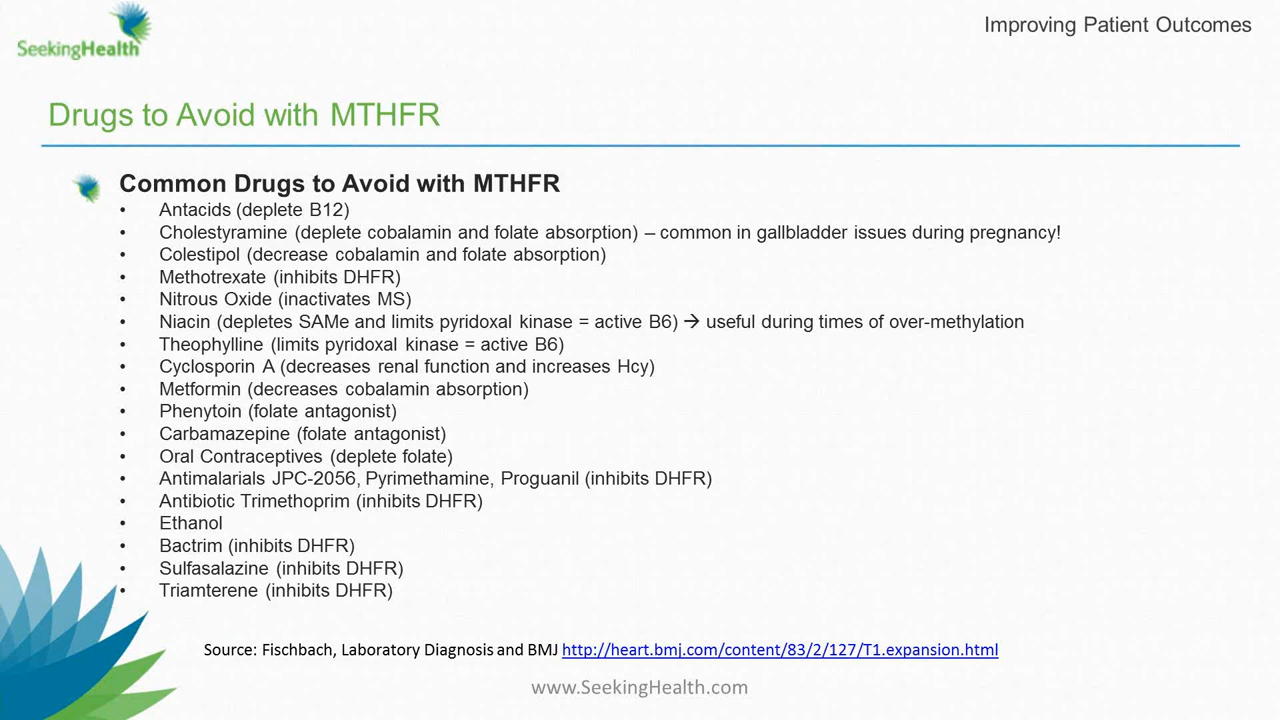 SeekingHealth
Improving Patient Outcomes
Drugs to Avoid with MTHFR
Common Drugs to Avoid with MTHFR
• Antacids (deplete B12)
• Cholestyramine (deplete cobalamin and folate absorption) – common in gallbladder issues during pregnancy!
• Colestipol (decrease cobalamin and folate absorption)
• Methotrexate (inhibits DHFR)
• Nitrous Oxide (inactivates MS)
• Niacin (depletes SAMe and limits pyridoxal kinase = active B6) → useful during times of over-methylation
• Theophylline (limits pyridoxal kinase = active B6)
• Cyclosporin A (decreases renal function and increases Hcy)
• Metformin (decreases cobalamin absorption)
• Phenytoin (folate antagonist)
• Carbamazepine (folate antagonist)
• Oral Contraceptives (deplete folate)
• Antimalarials JPC-2056, Pyrimethamine, Proguanil (inhibits DHFR)
• Antibiotic Trimethoprim (inhibits DHFR)
• Ethanol
• Bactrim (inhibits DHFR)
• Sulfasalazine (inhibits DHFR)
• Triamterene (inhibits DHFR)
Source: Fischbach, Laboratory Diagnosis and BMJ http://heart.bmj.com/content/83/2/127/T1.expansion.html
www.SeekingHealth.com